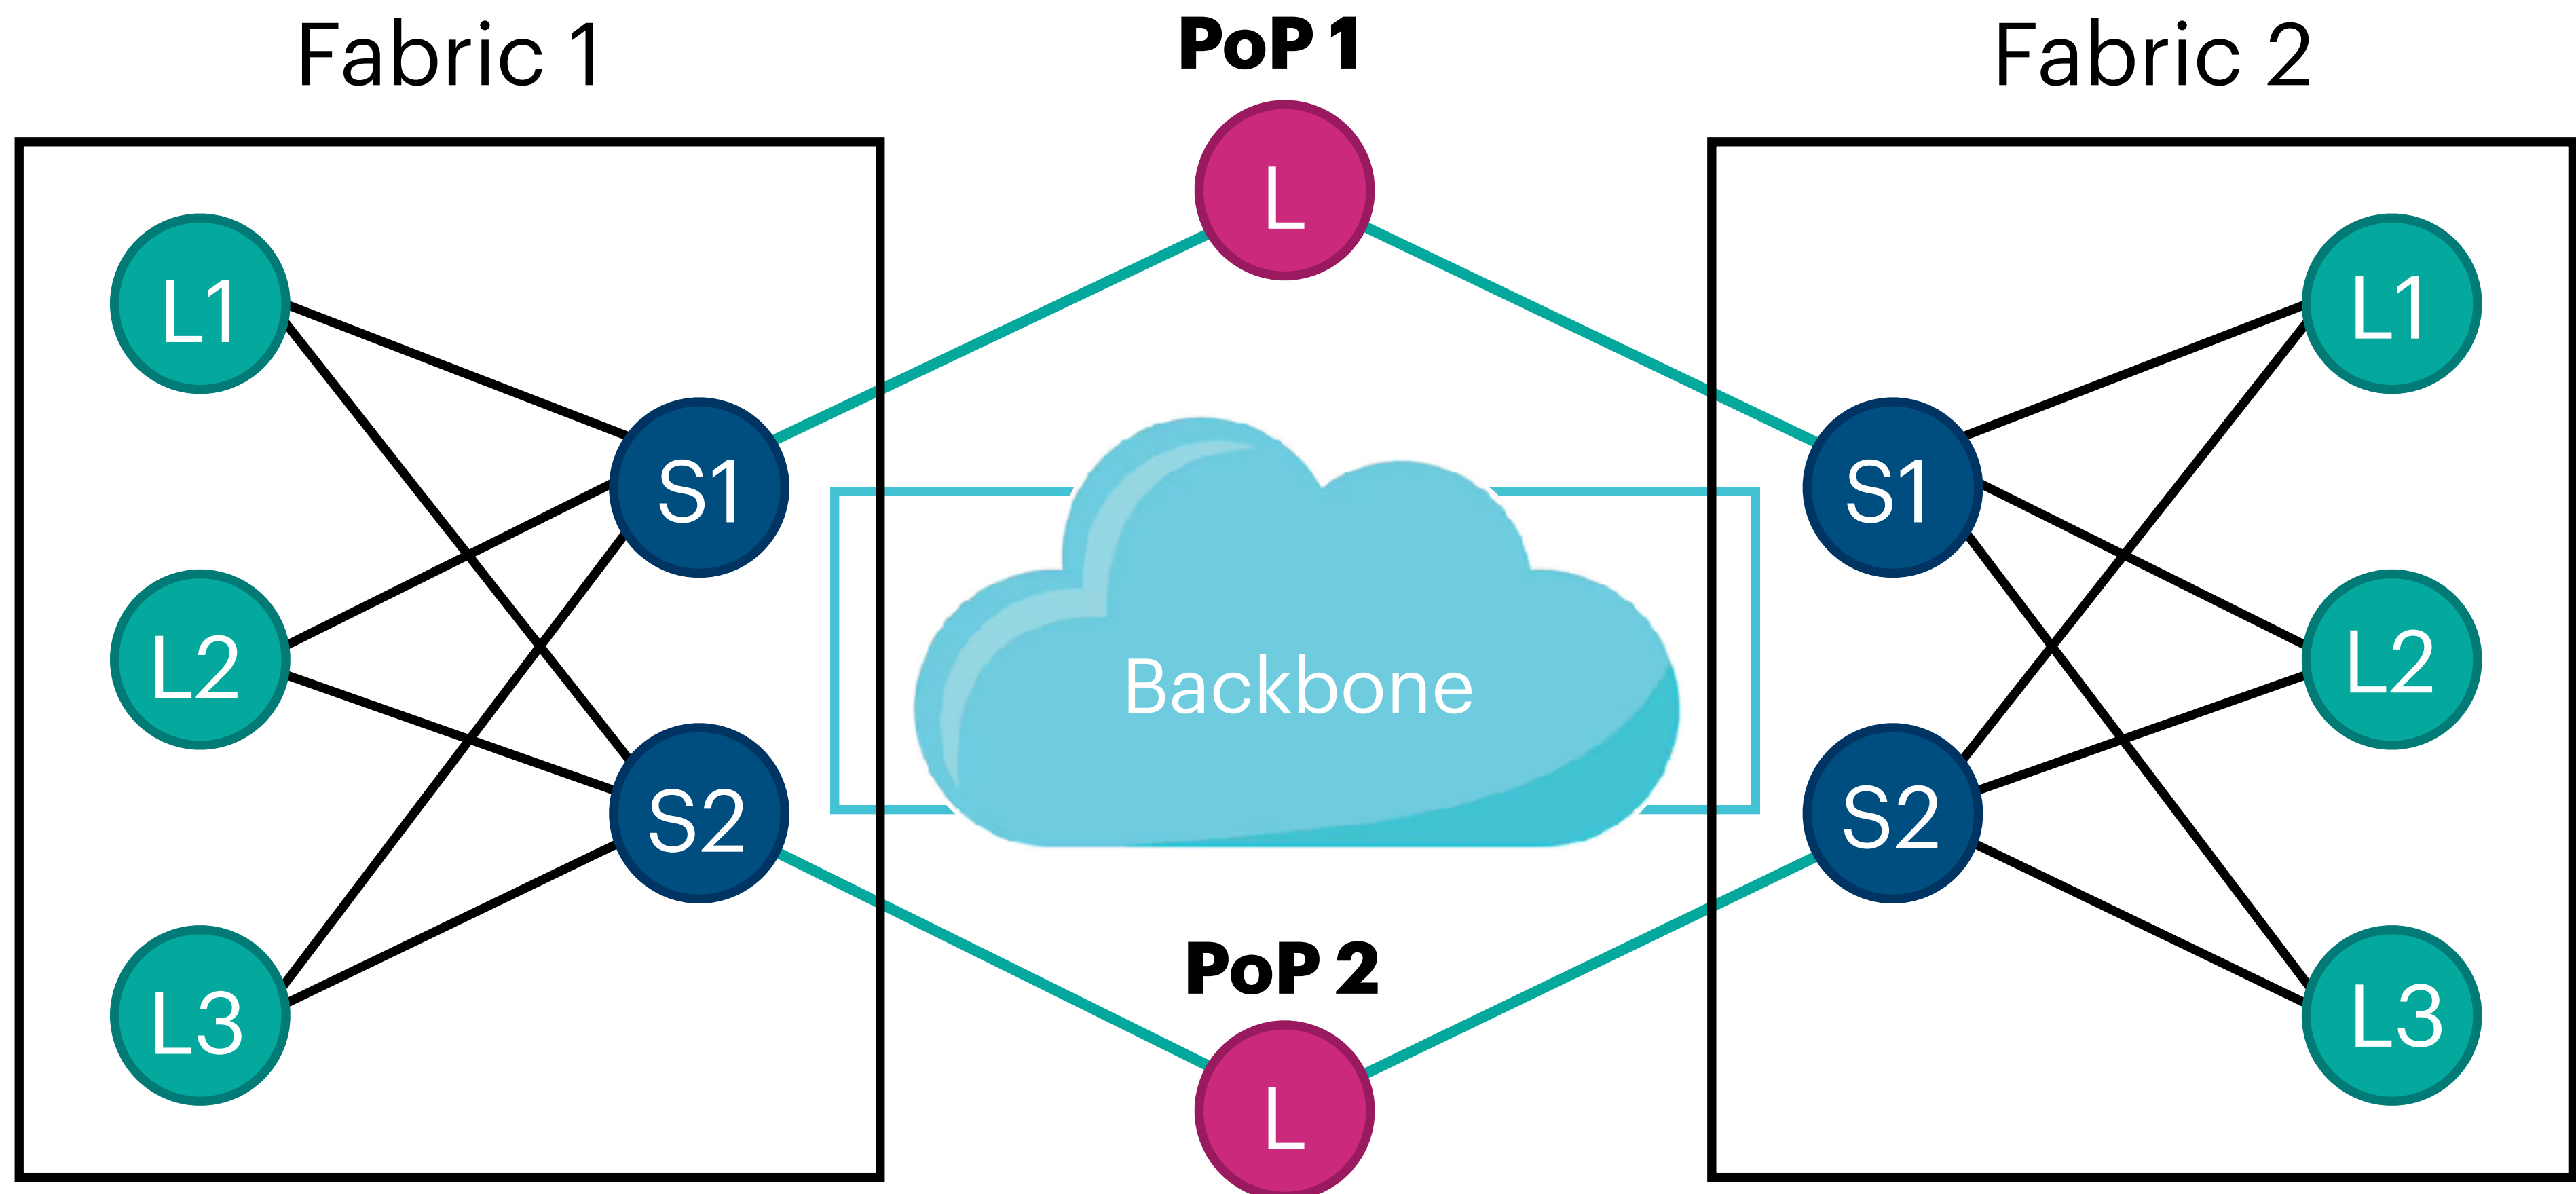 Fabric 1
PoP 1
Fabric 2
L
L1
L1
S1
S1
L2
Backbone
L2
S2
S2
PoP 2
L3
L3
L